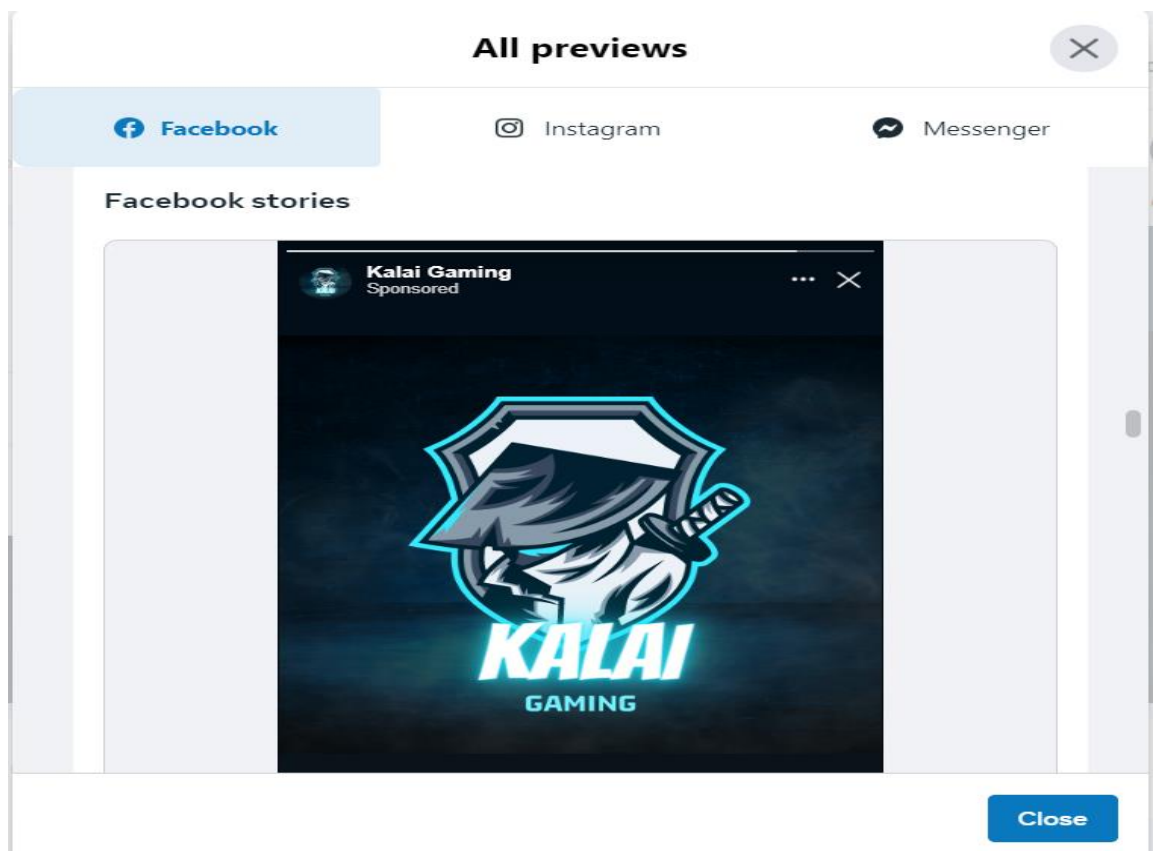 All previews
Facebook
Instagram
Messenger
Facebook stories
Kalai Gaming
Sponsored
KALAI
GAMING
Close